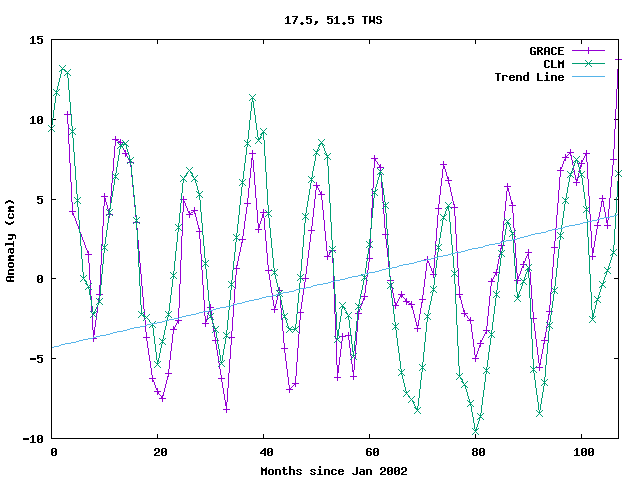 17.5, 51.5 TWS
GRACE
CLM
Trend Line
Anomaly (cm)
15
10
5
0
-5
-10
0 20 40 60 80 100
Months since Jan 2002